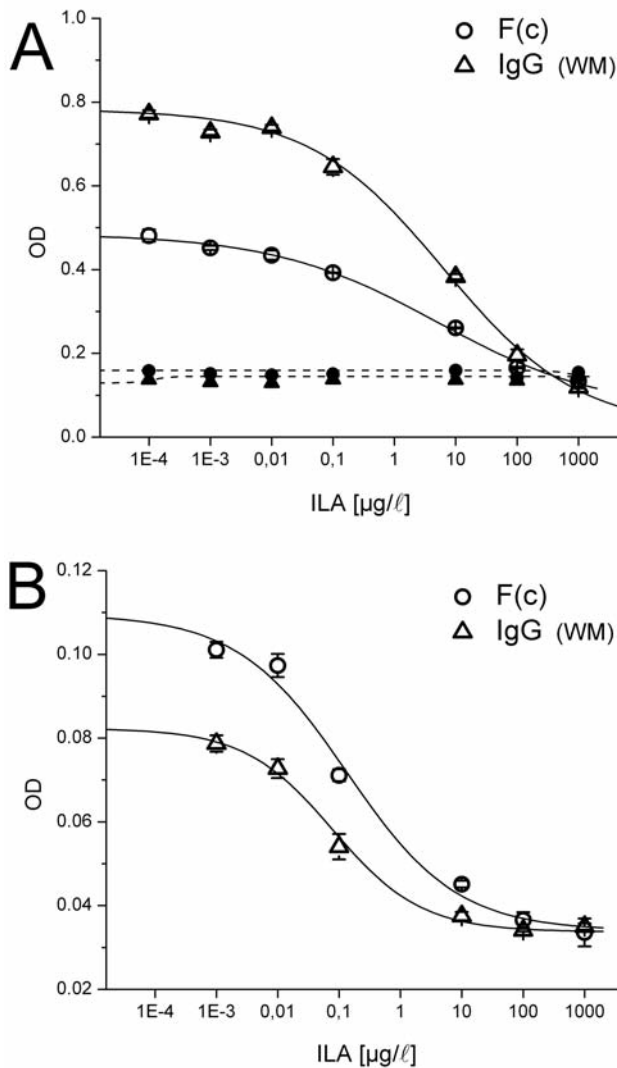 A
F(c)
IgG (WM)
1.0
0.8
0.6
0.4
0.2
0.0
OD
1E-4 1E-3 0,01 0,1 1 10 100 1000
ILA [µg/ℓ]
B
F(c)
IgG (WM)
0.12
0.10
0.08
0.06
0.04
0.02
OD
1E-4 1E-3 0,01 0,1 1 10 100 1000
ILA [µg/ℓ]